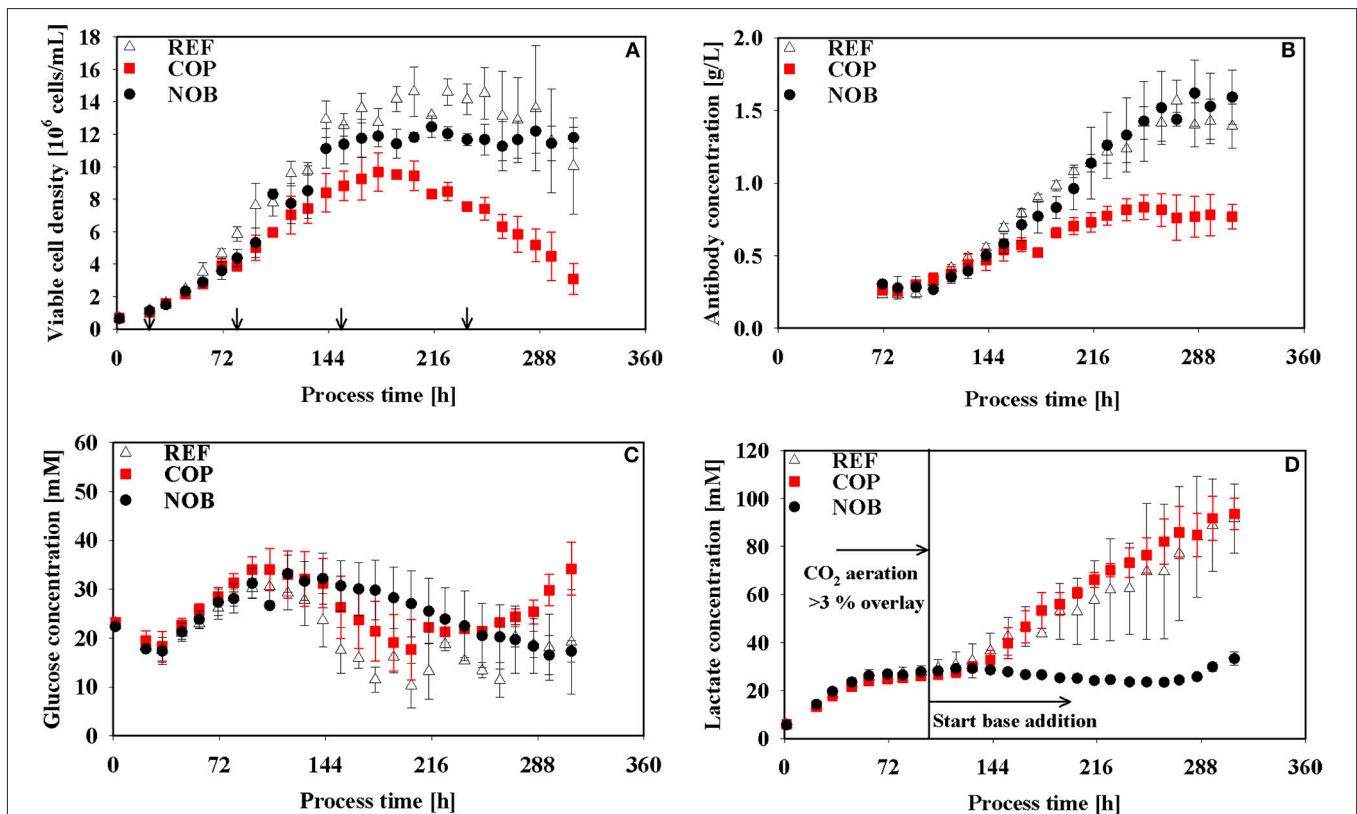 A
Viable cell density [10⁶ cells/mL]
18
16
14
12
10
8
6
4
2
0
REF
COP
NOB
0 72 144 216 288 360
Process time [h]
B
Antibody concentration [g/L]
2.0
1.5
1.0
0.5
0.0
REF
COP
NOB
0 72 144 216 288 360
Process time [h]
C
Glucose concentration [mM]
60
50
40
30
20
10
0
REF
COP
NOB
0 72 144 216 288 360
Process time [h]
D
Lactate concentration [mM]
120
100
80
60
40
20
0
REF
COP
NOB
CO₂ aeration
>3 % overlay
Start base addition
0 72 144 216 288 360
Process time [h]